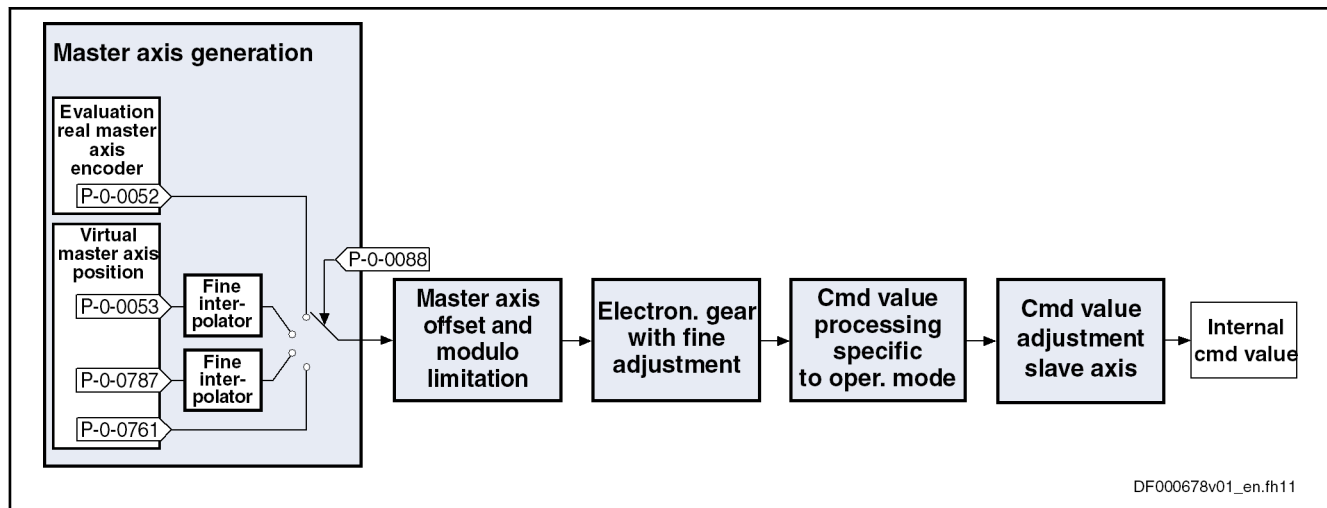 Master axis generation
Evaluation
real master
axis
encoder
P-0-0052
Virtual
master axis
position
P-0-0053
Fine
inter-
polator
P-0-0787
Fine
inter-
polator
P-0-0761
P-0-0088
Master axis
offset and
modulo
limitation
Electron. gear
with fine
adjustment
Cmd value
processing
specific
to oper. mode
Cmd value
adjustment
slave axis
Internal
cmd value
DF000678v01_en.fh11